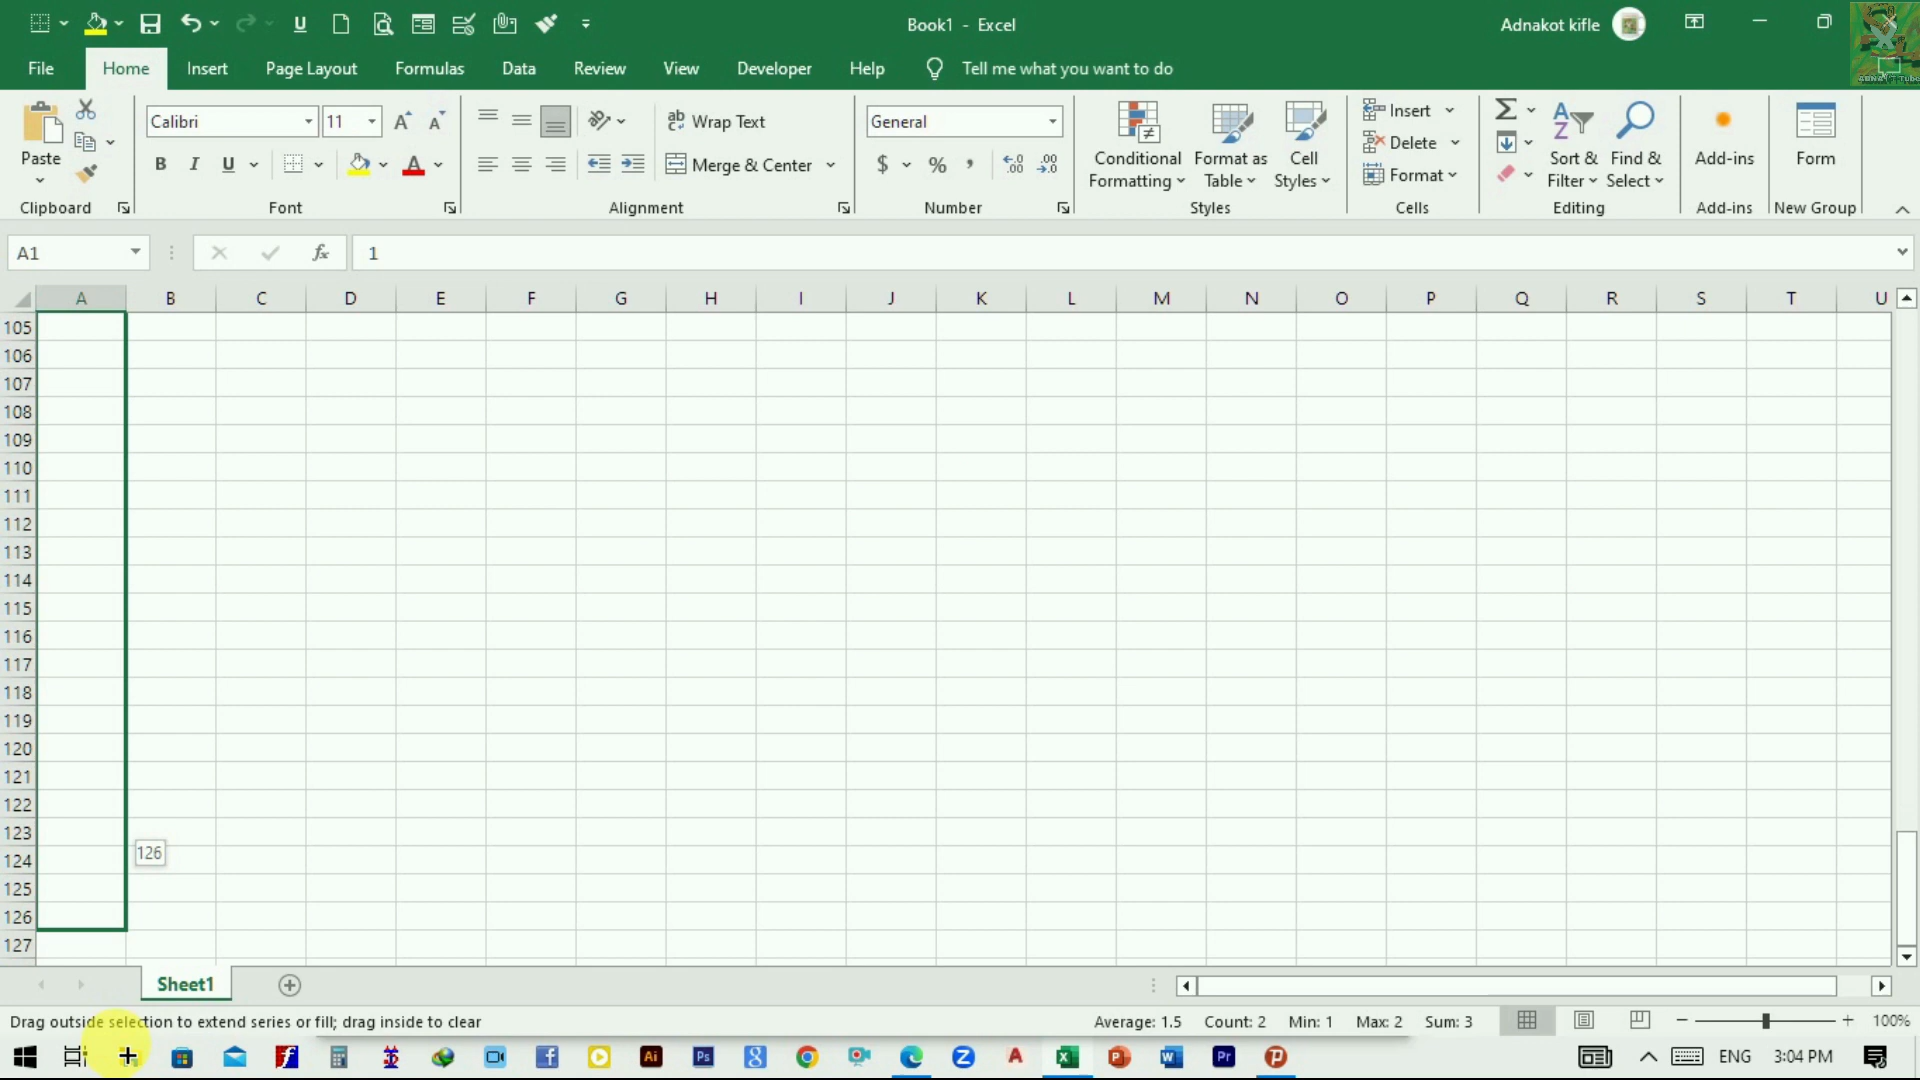 Book1 - Excel
Adnakot kifle
File Home Insert Page Layout Formulas Data Review View Developer Help Tell me what you want to do
Calibri 11 Wrap Text General Insert
Paste Conditional Format as Cell Delete Sort & Find & Add-ins Form
B I U Merge & Center $ % Formatting Table Styles Format Filter Select
Clipboard Font Alignment Number Styles Cells Editing Add-ins New Group
A1 fx 1
A B C D E F G H I J K L M N O P Q R S T U
105
106
107
108
109
110
111
112
113
114
115
116
117
118
119
120
121
122
123
126
124
125
126
127
Sheet1
Drag outside selection to extend series or fill; drag inside to clear Average: 1.5 Count: 2 Min: 1 Max: 2 Sum: 3 100%
ENG 3:04 PM